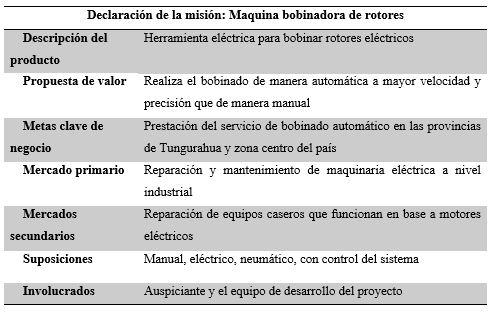 Declaración de la misión: Maquina bobinadora de rotores
Descripción del producto Herramienta eléctrica para bobinar rotores eléctricos
Propuesta de valor Realiza el bobinado de manera automática a mayor velocidad y
precisión que de manera manual
Metas clave de negocio Prestación del servicio de bobinado automático en las provincias
de Tungurahua y zona centro del país
Mercado primario Reparación y mantenimiento de maquinaria eléctrica a nivel
industrial
Mercados secundarios Reparación de equipos caseros que funcionan en base a motores
eléctricos
Suposiciones Manual, eléctrico, neumático, con control del sistema
Involucrados Auspiciante y el equipo de desarrollo del proyecto